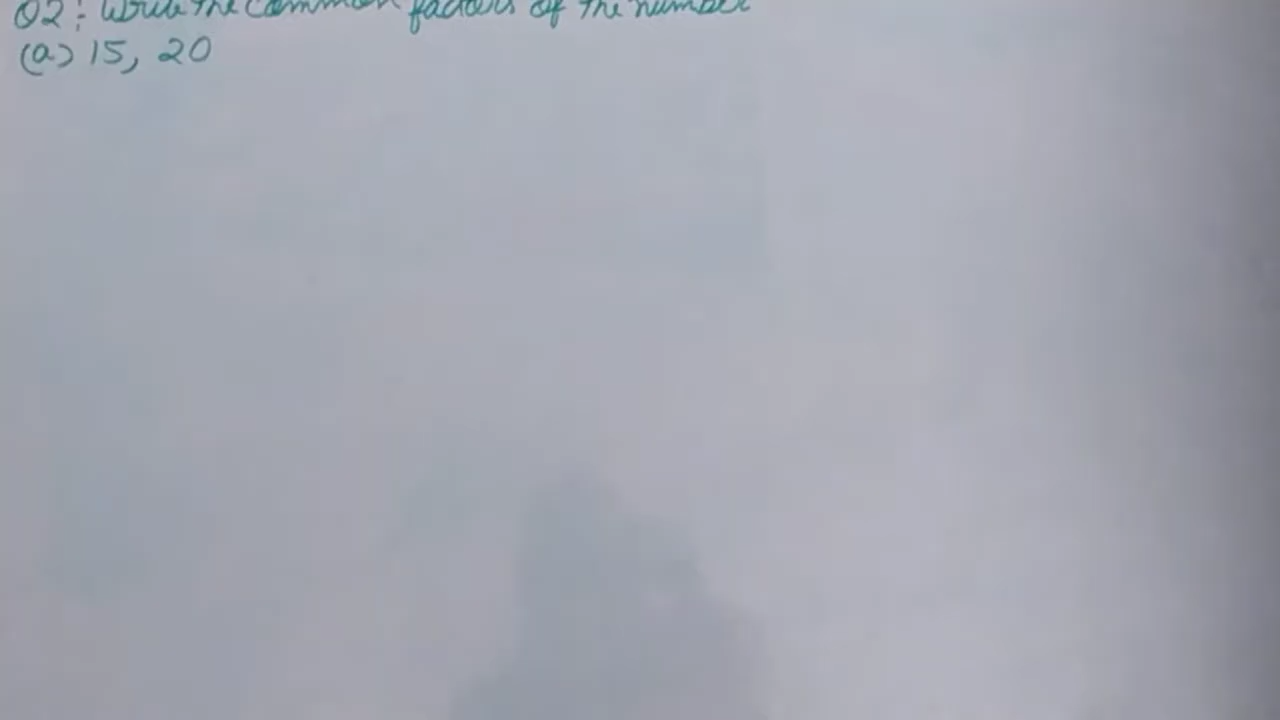 Q2: Write the Common factors of the number
(a) 15, 20